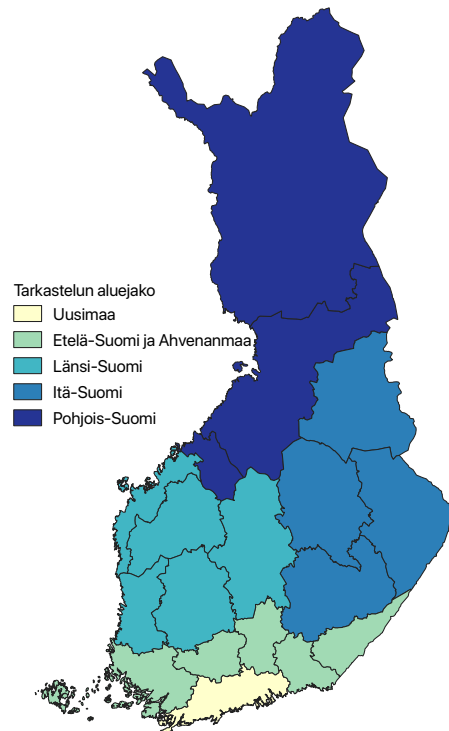 Tarkastelun aluejako
Uusimaa
Etelä-Suomi ja Ahvenanmaa
Länsi-Suomi
Itä-Suomi
Pohjois-Suomi